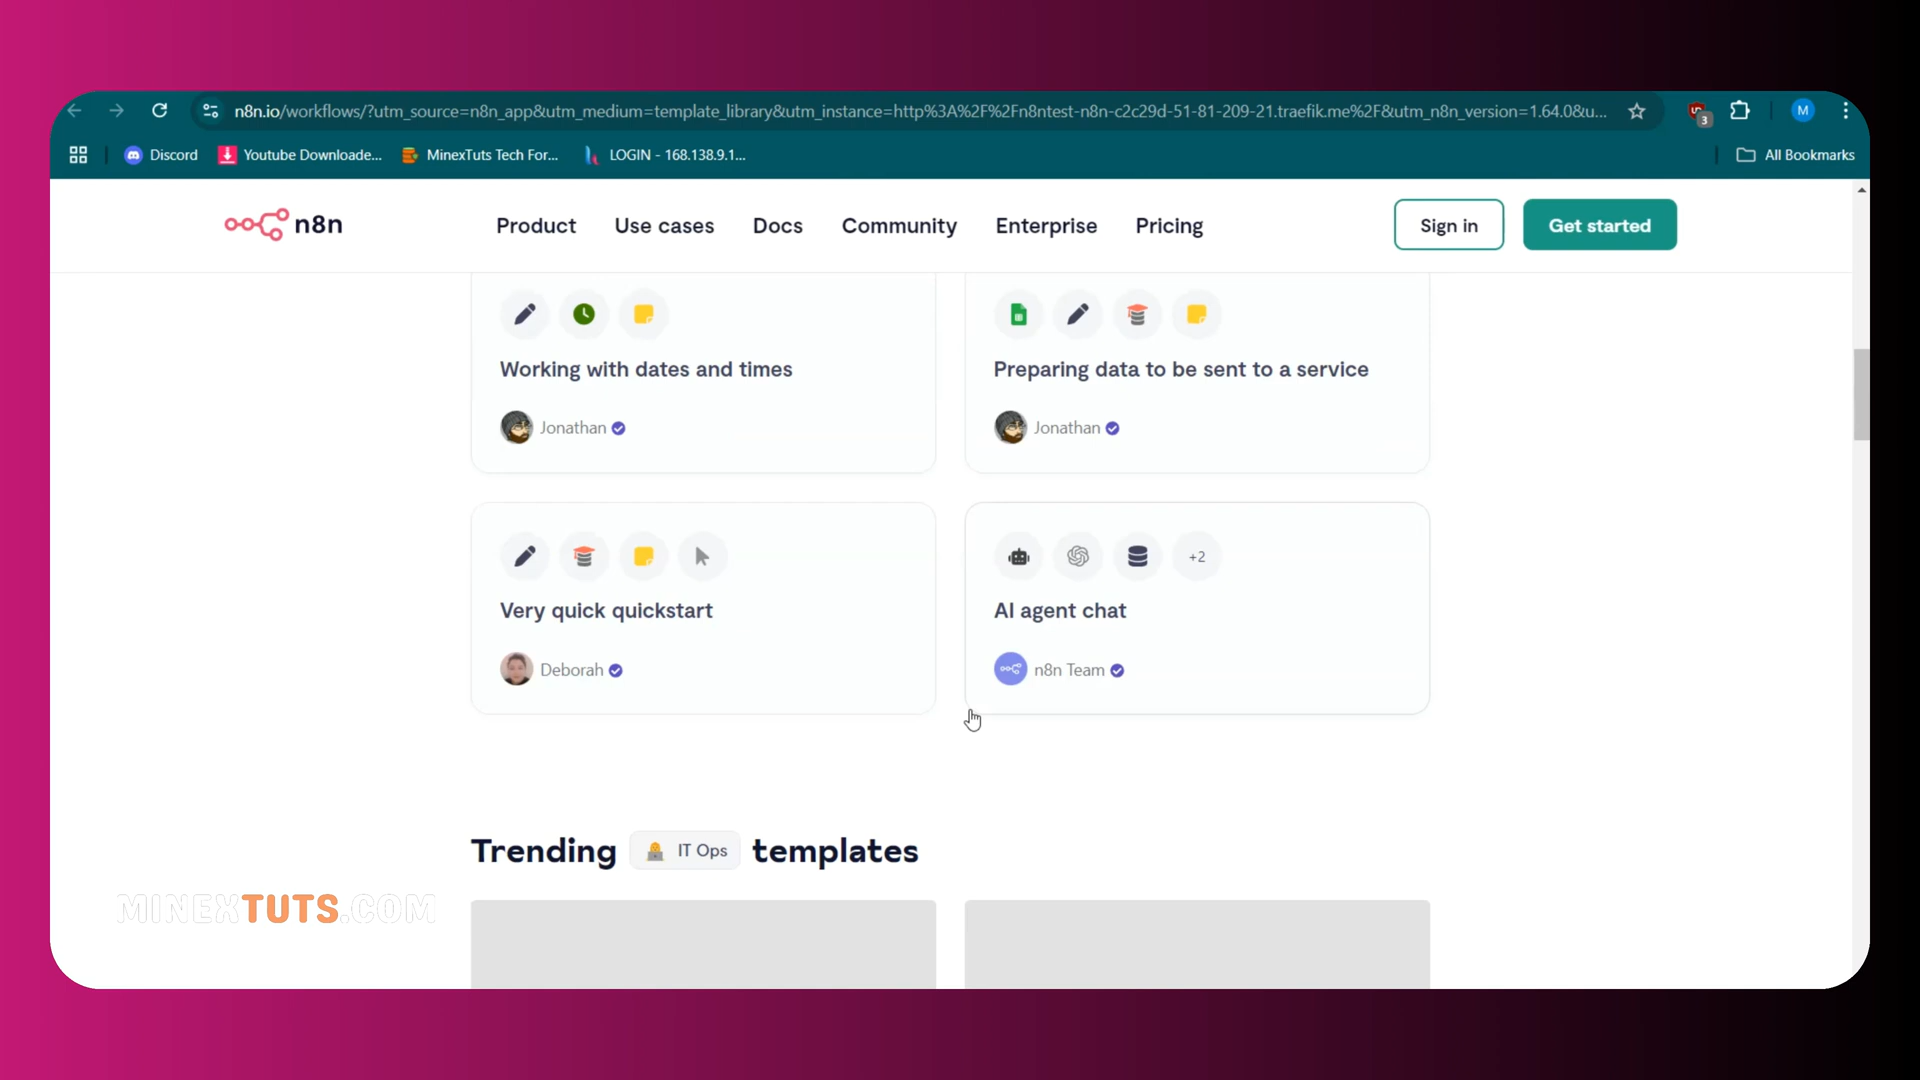 n8n.io/workflows/?utm_source=n8n_app&utm_medium=template_library&utm_instance=http%3A%2F%2Fn8ntest-n8n-c2c29d-51-81-209-21.traefik.me%2F&utm_n8n_version=1.64.0&u...
3
M
Discord
Youtube Downloade...
MinexTuts Tech For...
LOGIN - 168.138.9.1...
All Bookmarks
n8n
Product
Use cases
Docs
Community
Enterprise
Pricing
Sign in
Get started
Working with dates and times
Jonathan
Preparing data to be sent to a service
Jonathan
Very quick quickstart
Deborah
+2
AI agent chat
n8n Team
Trending IT Ops templates
MINEXTUTS.COM